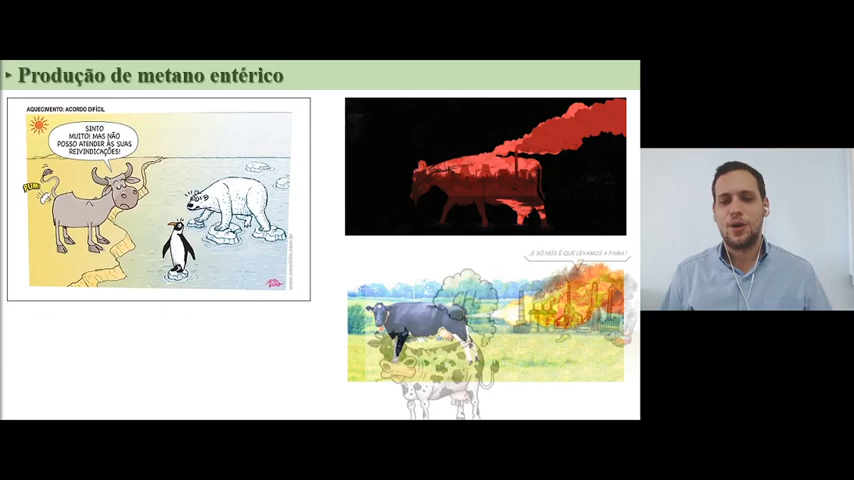 Produção de metano entérico
AQUECIMENTO: ACORDO DIFÍCIL
SINTO
MUITO! MAS NÃO
POSSO ATENDER ÀS SUAS
REIVINDICAÇÕES!
PUM!
...E SÓ NÓS É QUE LEVAMOS A FAMA!